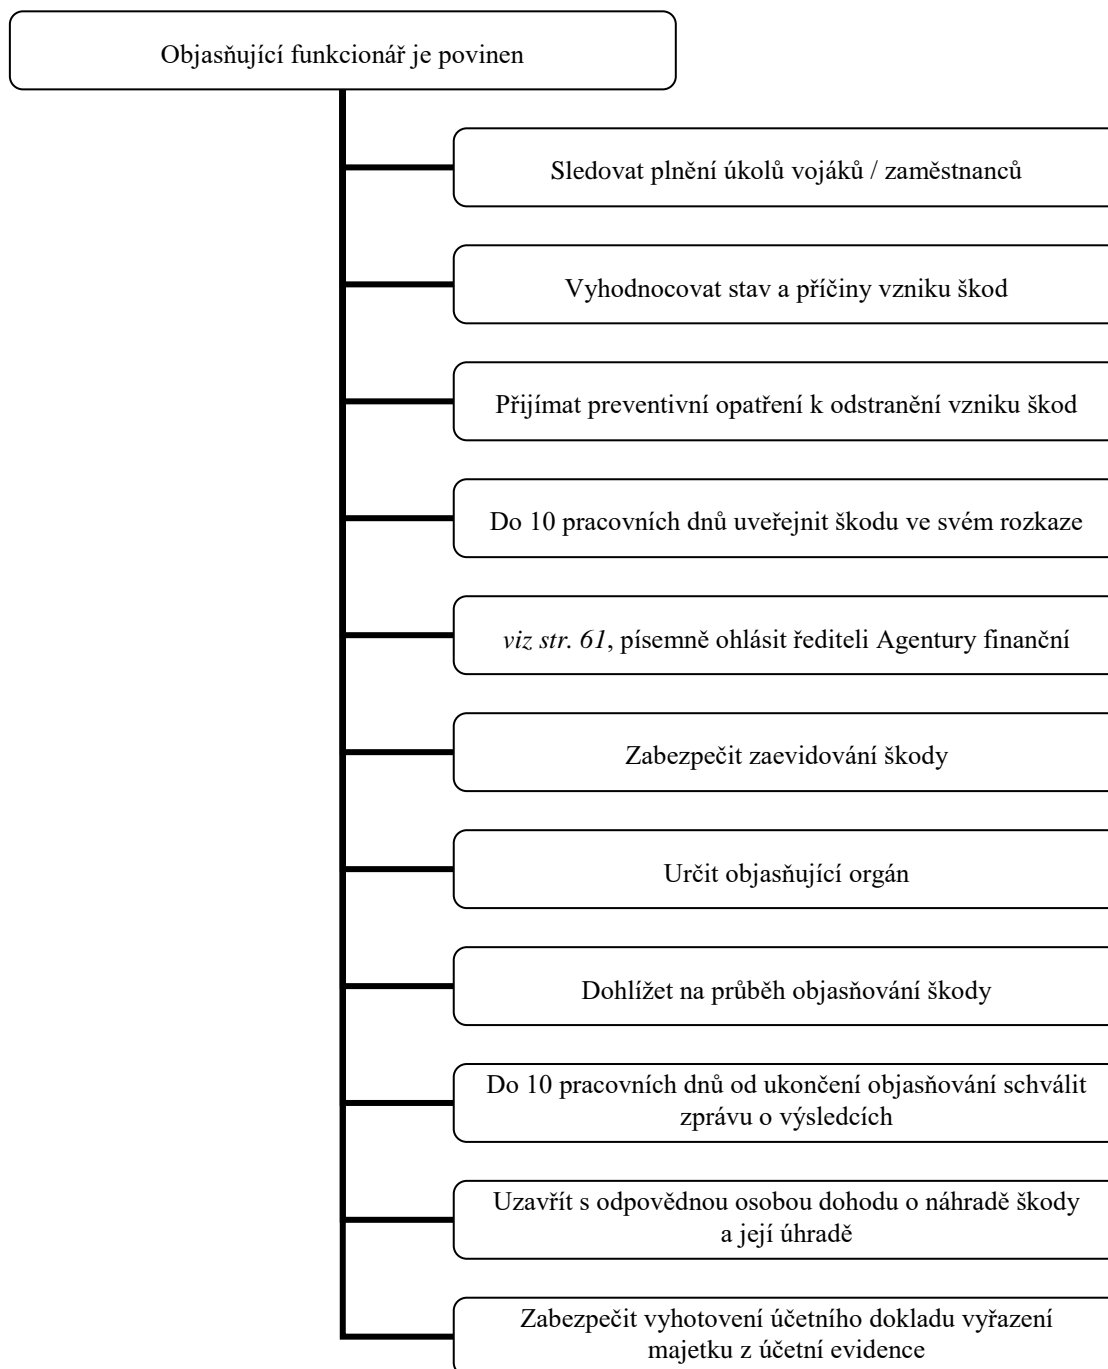 Objasňující funkcionář je povinen
Sledovat plnění úkolů vojáků / zaměstnanců
Vyhodnocovat stav a příčiny vzniku škod
Přijímat preventivní opatření k odstranění vzniku škod
Do 10 pracovních dnů uveřejnit škodu ve svém rozkaze
viz str. 61, písemně ohlásit řediteli Agentury finanční
Zabezpečit zaevidování škody
Určit objasňující orgán
Dohlížet na průběh objasňování škody
Do 10 pracovních dnů od ukončení objasňování schválit
zprávu o výsledcích
Uzavřít s odpovědnou osobou dohodu o náhradě škody
a její úhradě
Zabezpečit vyhotovení účetního dokladu vyřazení
majetku z účetní evidence